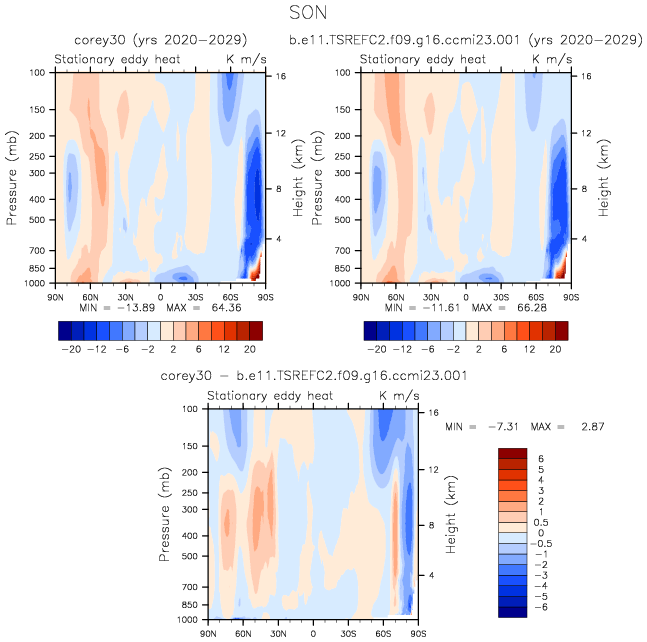 SON
corey30 (yrs 2020-2029)
b.e11.TSREFC2.f09.g16.ccmi23.001 (yrs 2020-2029)
Stationary eddy heat K m/s
Stationary eddy heat K m/s
Pressure (mb)
100
150
200
250
300
400
500
700
850
1000
16
12
8
4
Height (km)
90N 60N 30N 0 30S 60S 90S
MIN = -13.89 MAX = 64.36
-20 -12 -6 -2 2 6 12 20
Pressure (mb)
100
150
200
250
300
400
500
700
850
1000
16
12
8
4
Height (km)
90N 60N 30N 0 30S 60S 90S
MIN = -11.61 MAX = 66.28
-20 -12 -6 -2 2 6 12 20
corey30 - b.e11.TSREFC2.f09.g16.ccmi23.001
Stationary eddy heat K m/s
Pressure (mb)
100
150
200
250
300
400
500
700
850
1000
16
12
8
4
Height (km)
90N 60N 30N 0 30S 60S 90S
MIN = -7.31 MAX = 2.87
6
5
4
3
2
1
0.5
0
-0.5
-1
-2
-3
-4
-5
-6